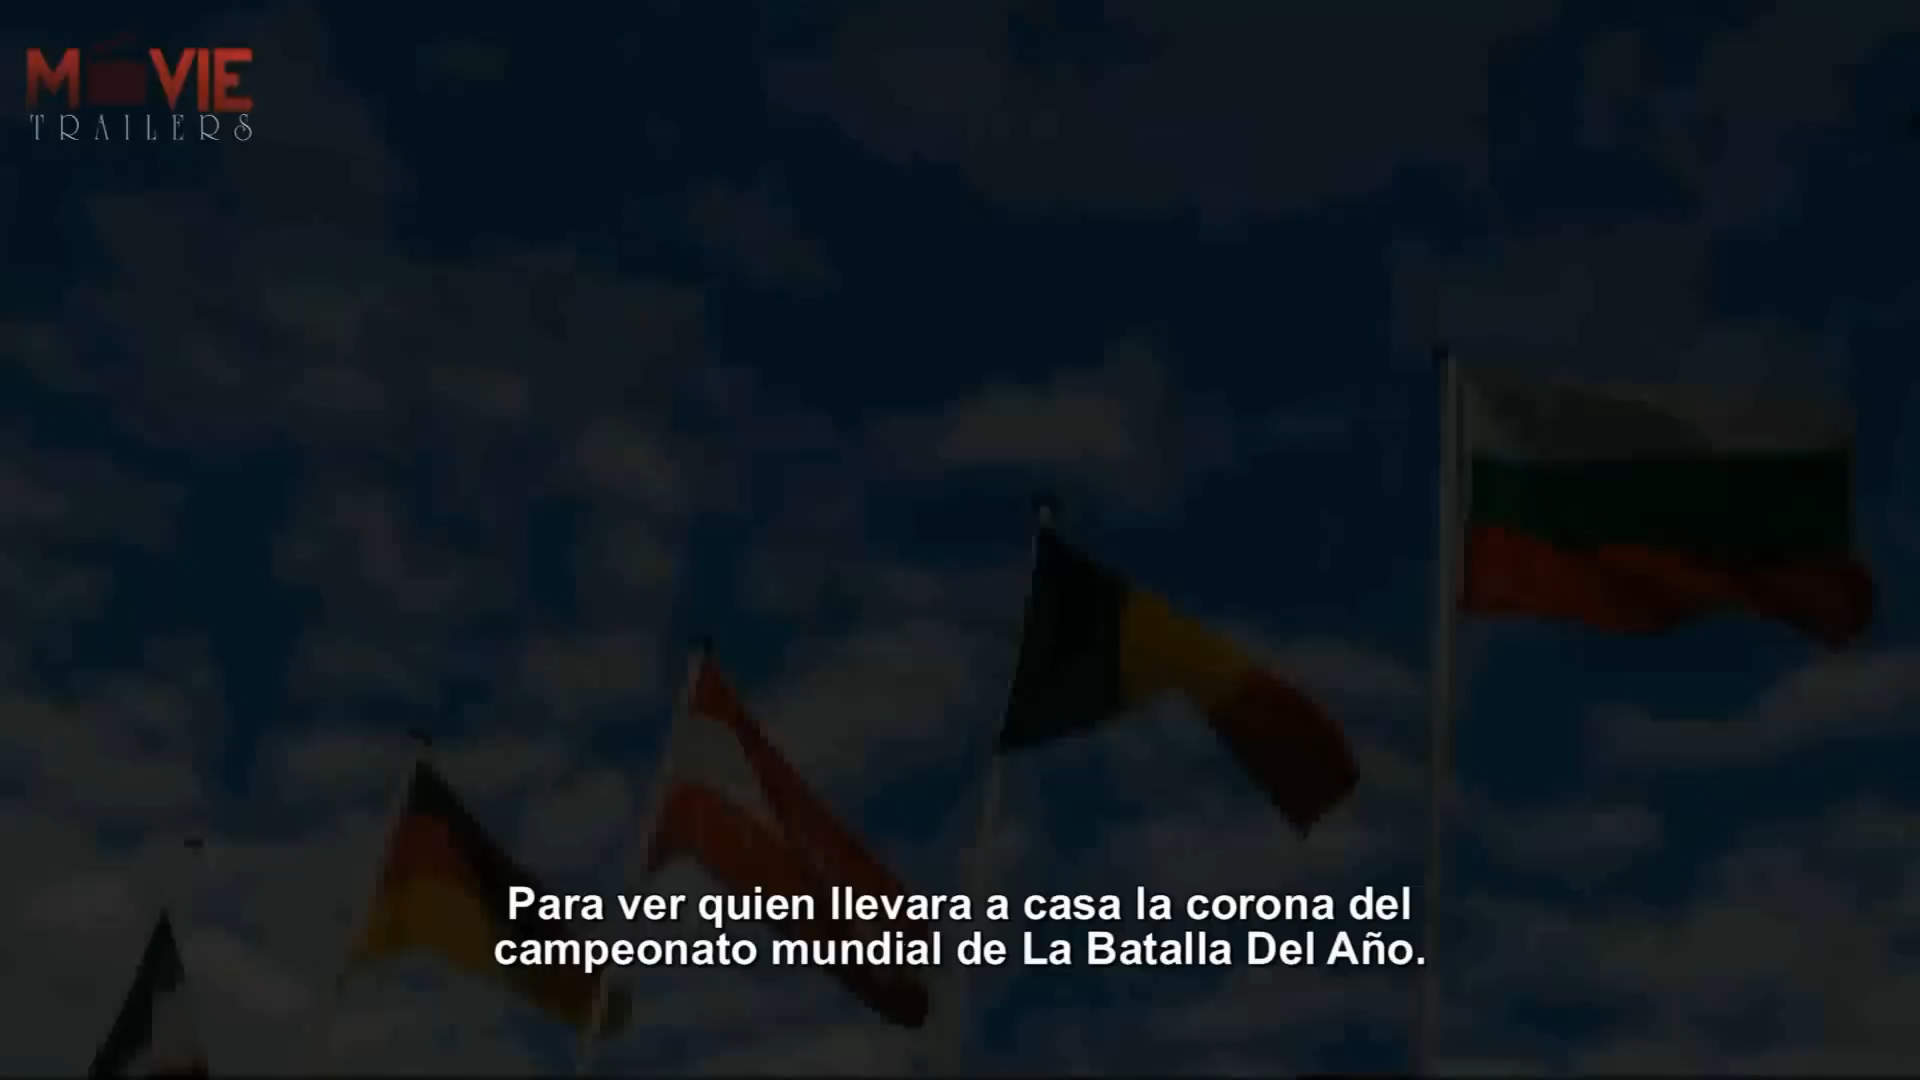 MOVIE
TRAILERS
Para ver quien llevara a casa la corona del
campeonato mundial de La Batalla Del Año.